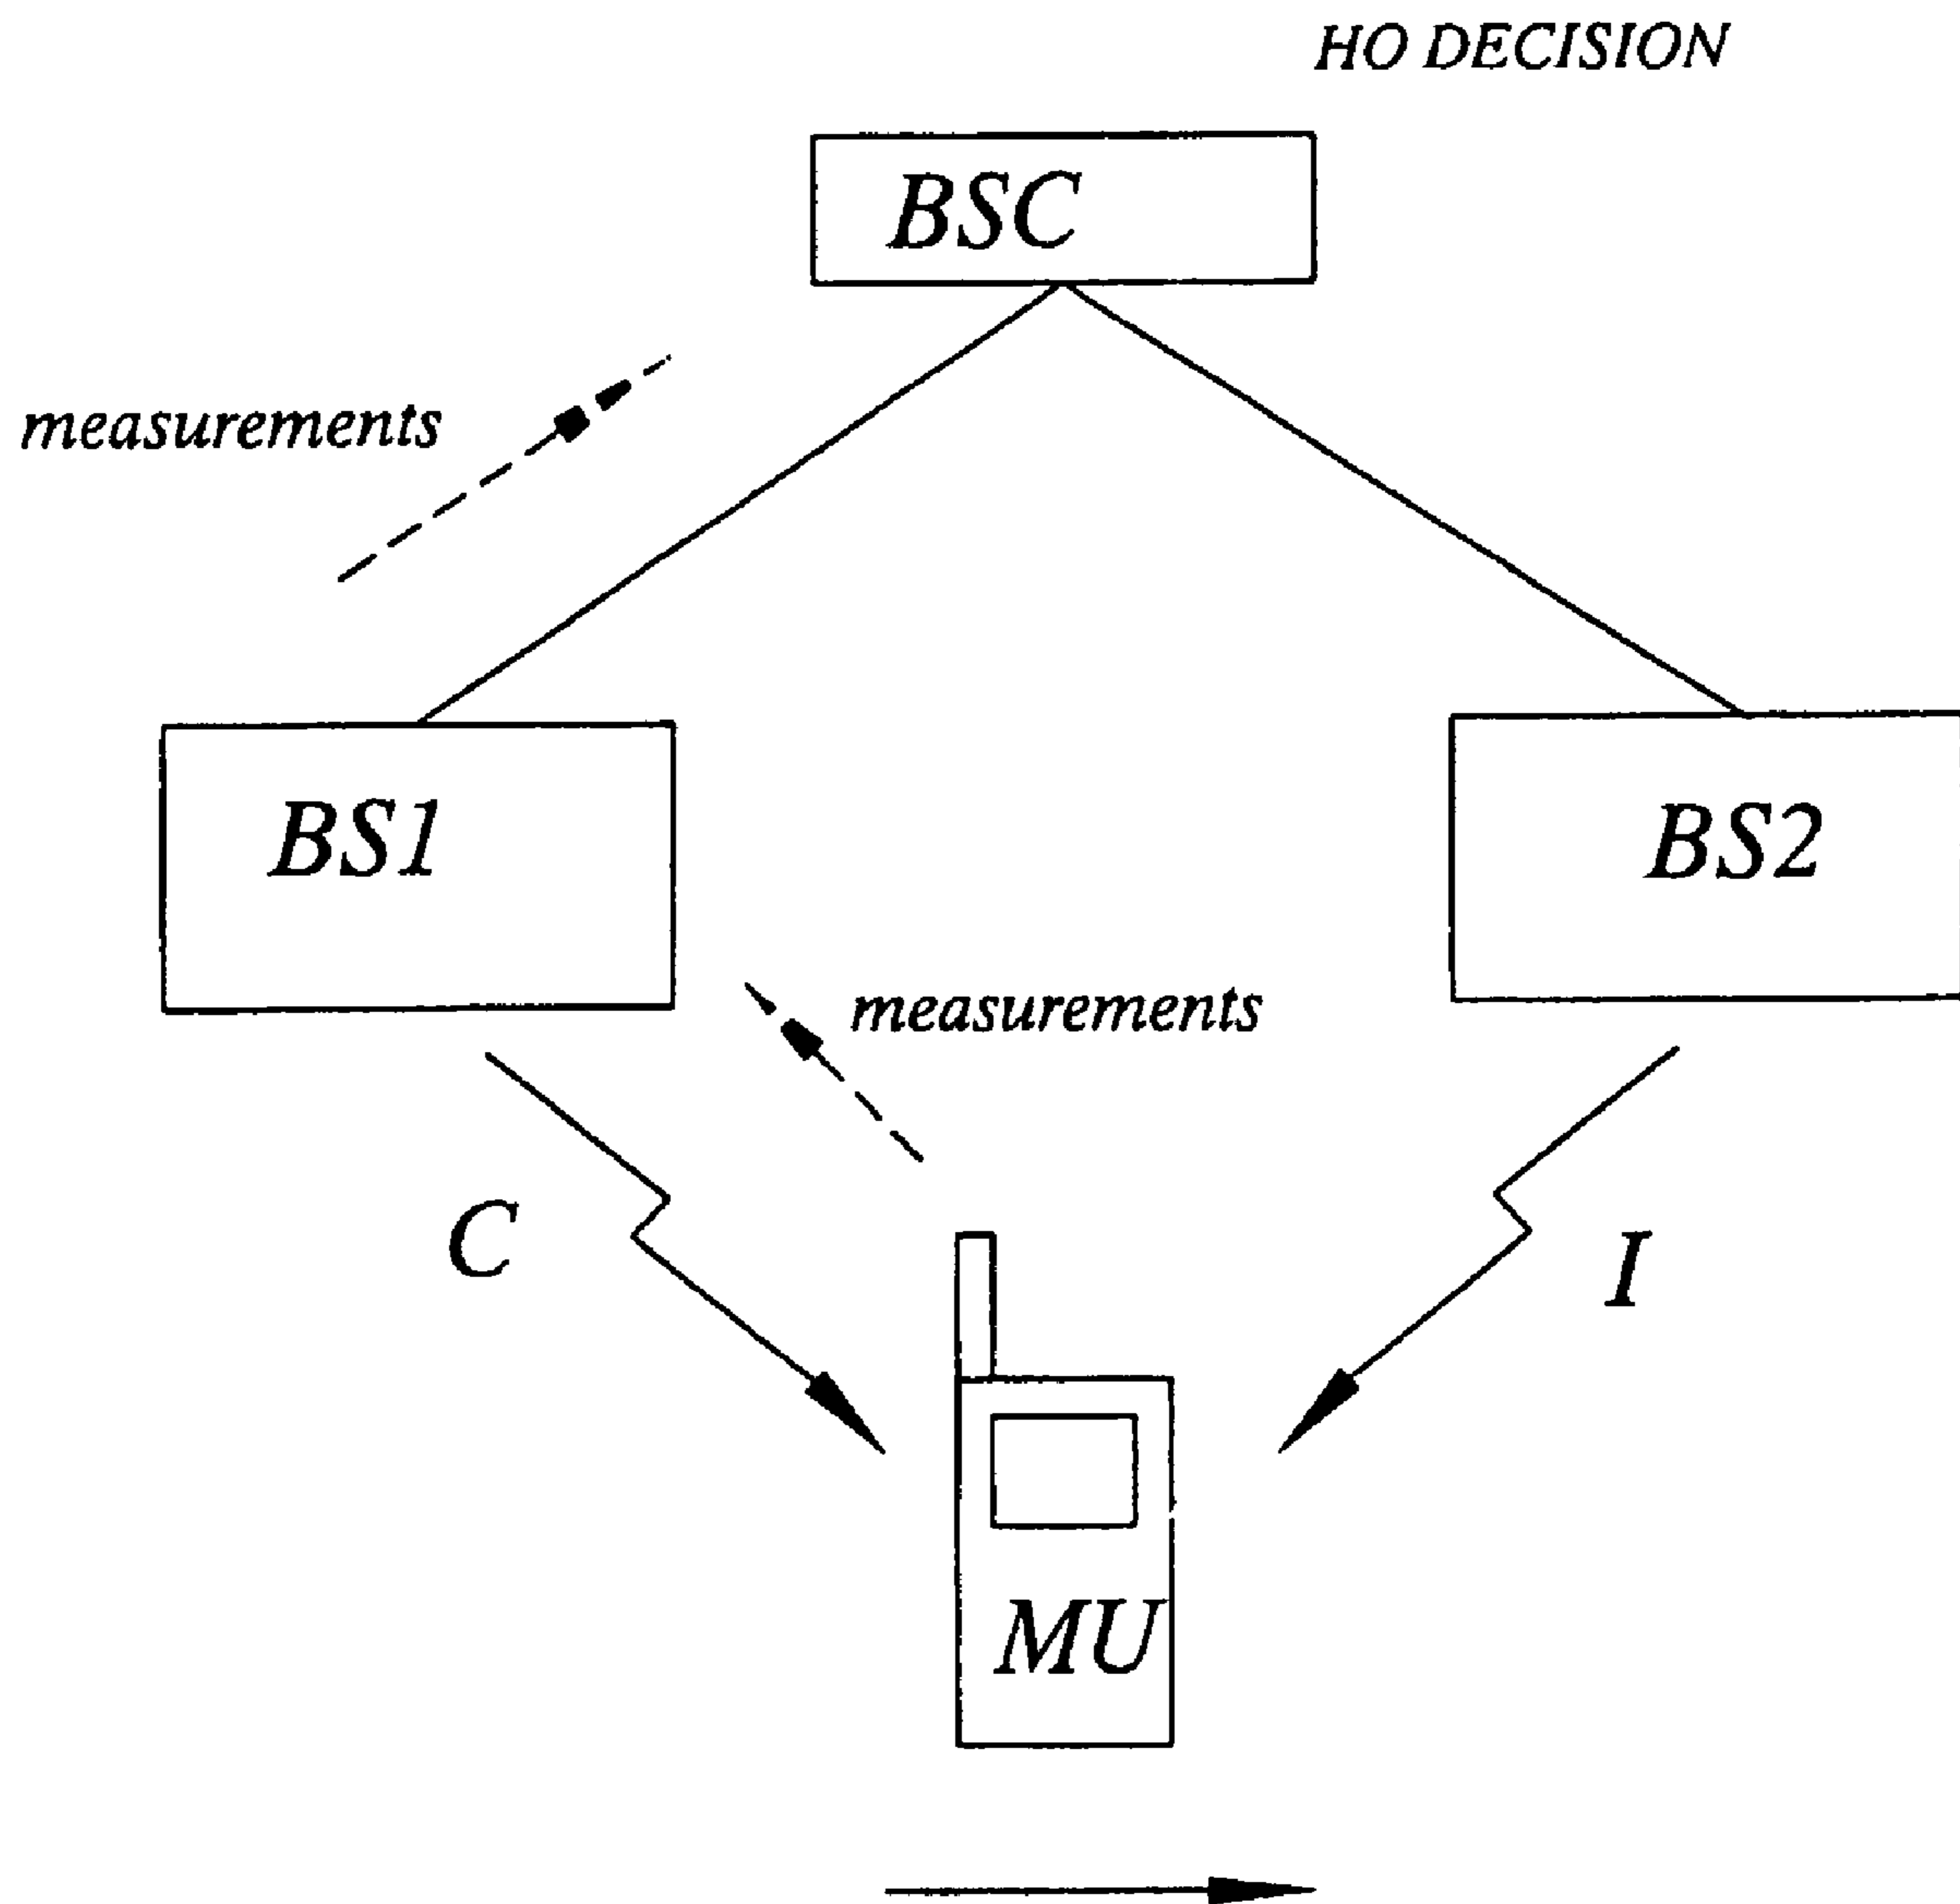 HO DECISION
BSC
measurements
BS1
BS2
measurements
C
I
MU